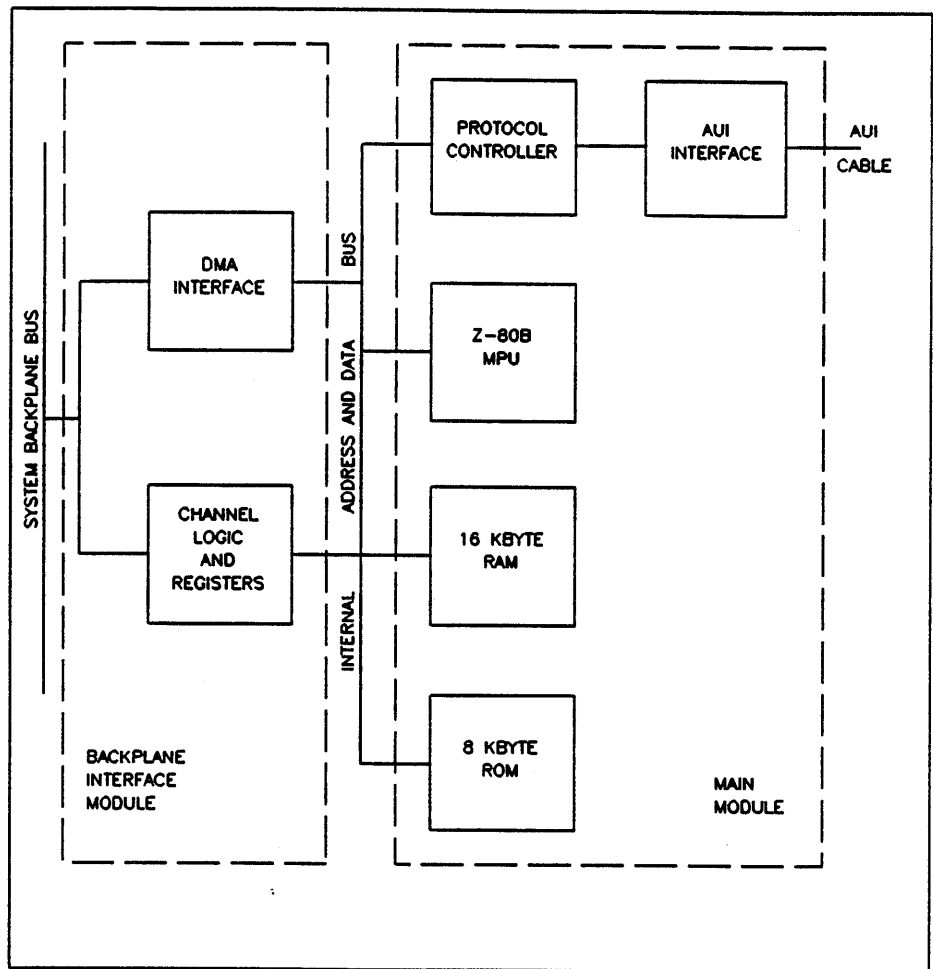 SYSTEM BACKPLANE BUS
DMA
INTERFACE
CHANNEL
LOGIC
AND
REGISTERS
BACKPLANE
INTERFACE
MODULE
INTERNAL ADDRESS AND DATA BUS
PROTOCOL
CONTROLLER
AUI
INTERFACE
AUI
CABLE
Z-80B
MPU
16 KBYTE
RAM
8 KBYTE
ROM
MAIN
MODULE